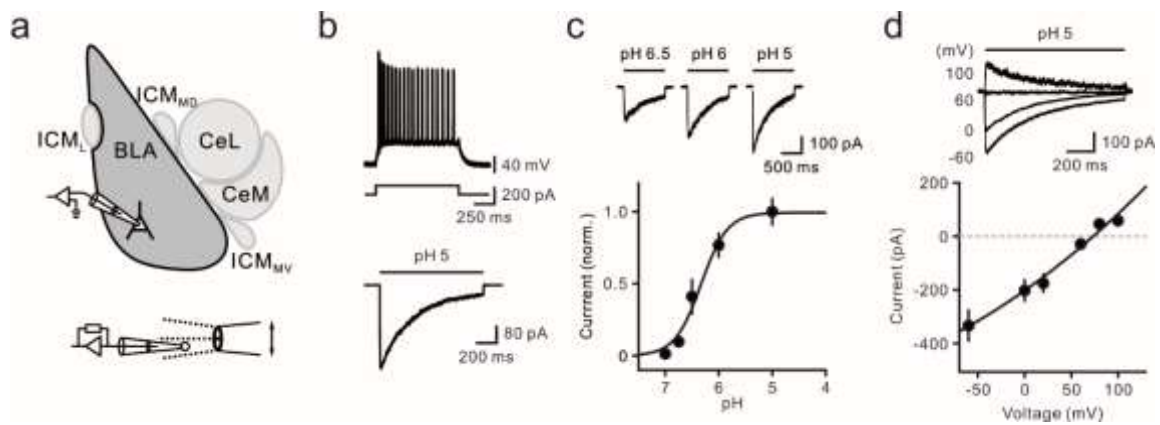 a
ICM_MD
ICM_L
BLA
CeL
CeM
ICM_MV
b
40 mV
200 pA
250 ms
pH 5
80 pA
200 ms
c
pH 6.5 pH 6 pH 5
100 pA
500 ms
Currrent (norm.)
1.0
0.5
0
7 6 5 4
pH
d
pH 5
(mV)
100
60
0
-60
100 pA
200 ms
Current (pA)
200
0
-200
-400
-50 0 50 100
Voltage (mV)